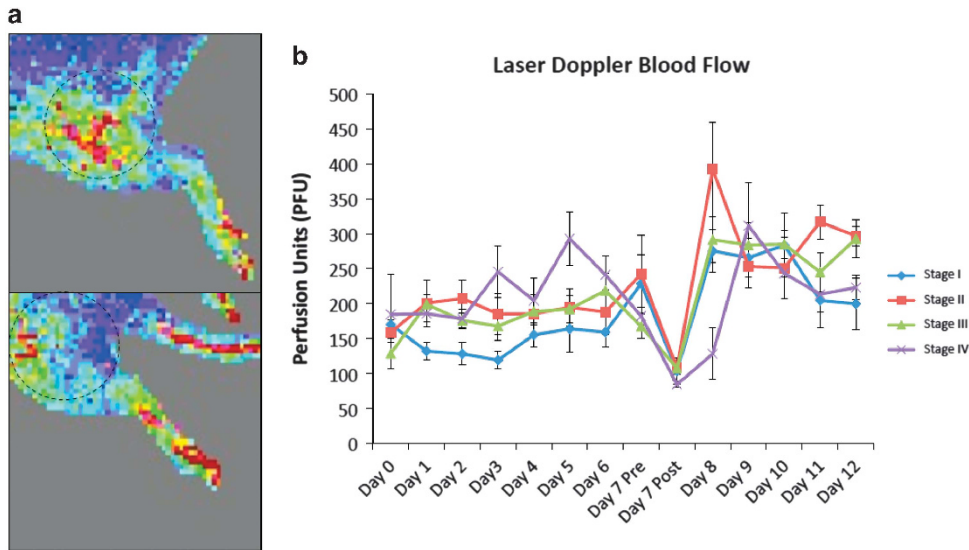 a
b
Laser Doppler Blood Flow
Perfusion Units (PFU)
500
450
400
350
300
250
200
150
100
50
0
Day 0
Day 1
Day 2
Day3
Day 4
Day 5
Day 6
Day 7 Pre
Day 7 Post
Day 8
Day 9
Day 10
Day 11
Day 12
Stage I
Stage II
Stage III
Stage IV